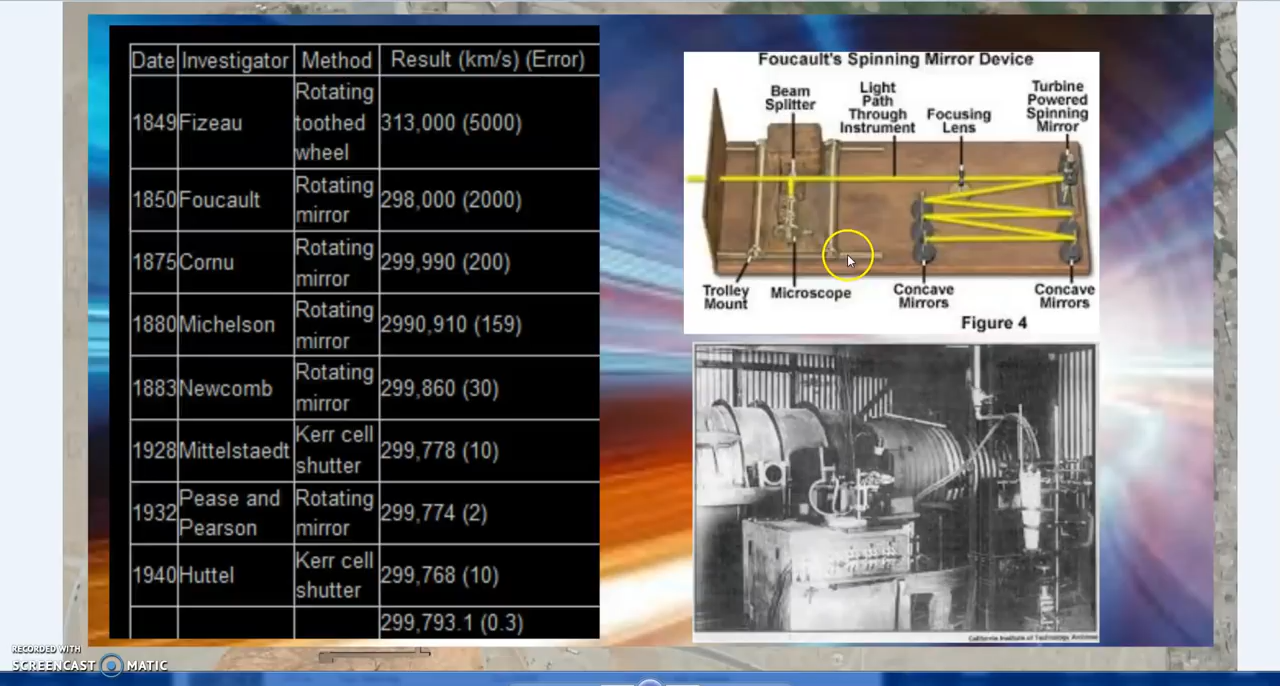 Date Investigator Method Result (km/s) (Error)
1849 Fizeau Rotating toothed wheel 313,000 (5000)
1850 Foucault Rotating mirror 298,000 (2000)
1875 Cornu Rotating mirror 299,990 (200)
1880 Michelson Rotating mirror 2990,910 (159)
1883 Newcomb Rotating mirror 299,860 (30)
1928 Mittelstaedt Kerr cell shutter 299,778 (10)
1932 Pease and Pearson Rotating mirror 299,774 (2)
1940 Huttel Kerr cell shutter 299,768 (10)
299,793.1 (0.3)
Foucault's Spinning Mirror Device
Beam
Splitter
Light
Path
Through
Instrument
Focusing
Lens
Turbine
Powered
Spinning
Mirror
Trolley
Mount
Microscope
Concave
Mirrors
Concave
Mirrors
Figure 4
California Institute of Technology Archives
RECORDED WITH
SCREENCAST MATIC